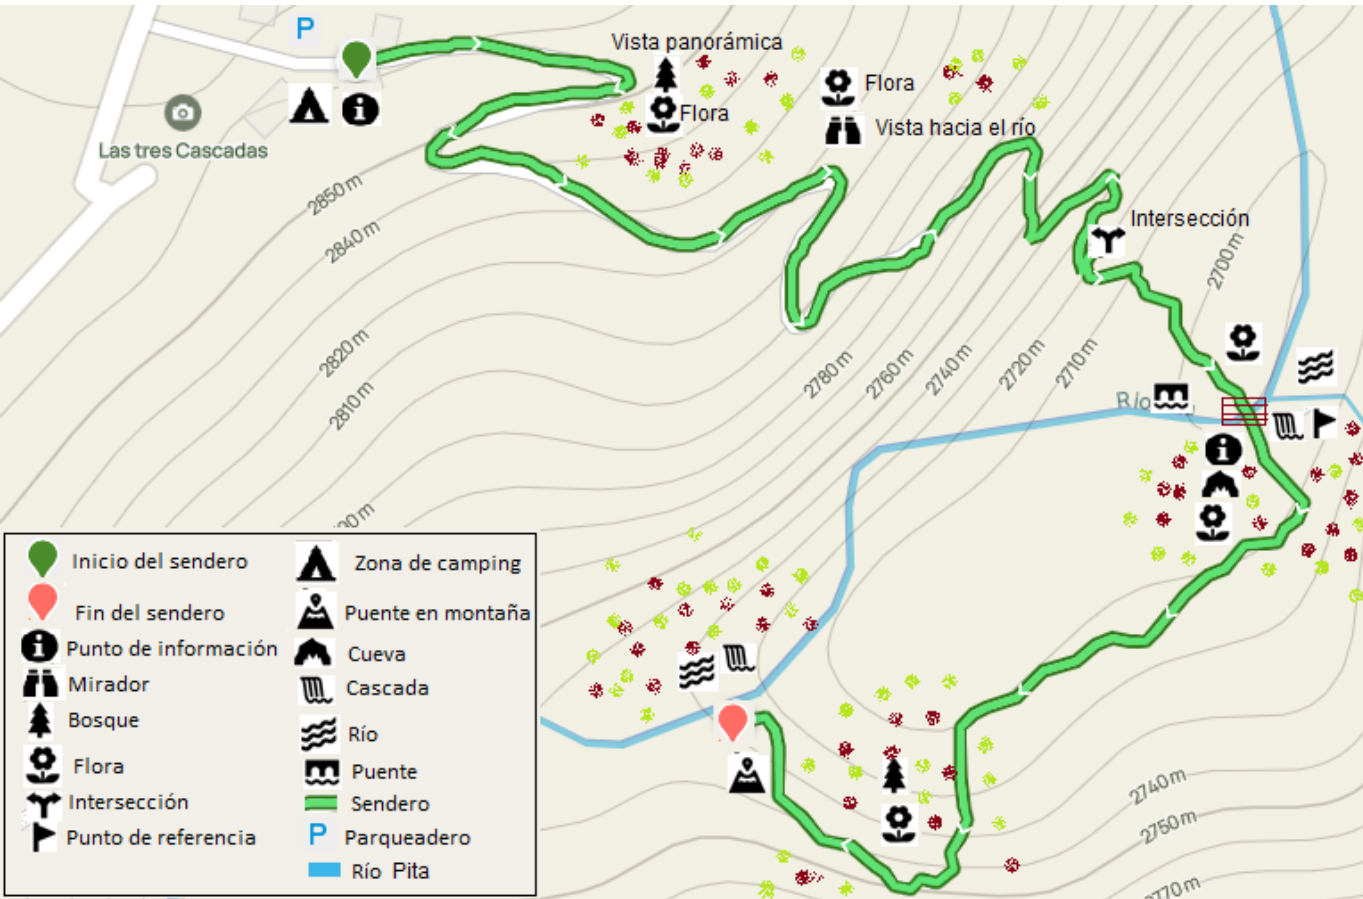 P
Vista panorámica
Flora
Flora
Vista hacia el río
Las tres Cascadas
2850 m
2840 m
Intersección
2700 m
2820 m
2810 m
2780 m
2760 m
2740 m
2720 m
2710 m
Río
00 m
Inicio del sendero
Fin del sendero
Punto de información
Mirador
Bosque
Flora
Intersección
Punto de referencia
Zona de camping
Puente en montaña
Cueva
Cascada
Río
Puente
Sendero
P Parqueadero
Río Pita
2740 m
2750 m
2770 m